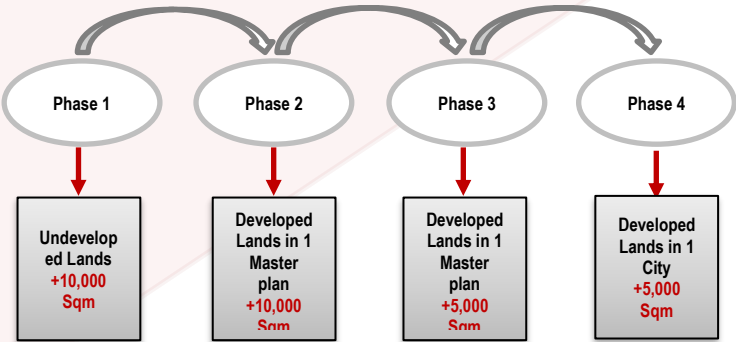 Phase 1
Phase 2
Phase 3
Phase 4
Undevelop
ed Lands
+10,000
Sqm
Developed
Lands in 1
Master
plan
+10,000
Sqm
Developed
Lands in 1
Master
plan
+5,000
Sqm
Developed
Lands in 1
City
+5,000
Sqm